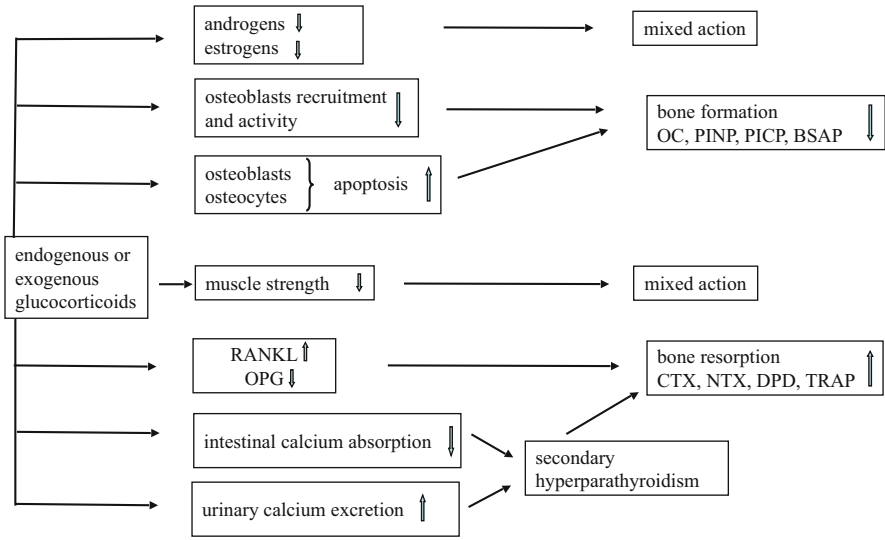 androgens
estrogens
mixed action
osteoblasts recruitment
and activity
bone formation
OC, PINP, PICP, BSAP
osteoblasts
osteocytes
apoptosis
endogenous or
exogenous
glucocorticoids
muscle strength
mixed action
RANKL
OPG
bone resorption
CTX, NTX, DPD, TRAP
intestinal calcium absorption
secondary
hyperparathyroidism
urinary calcium excretion